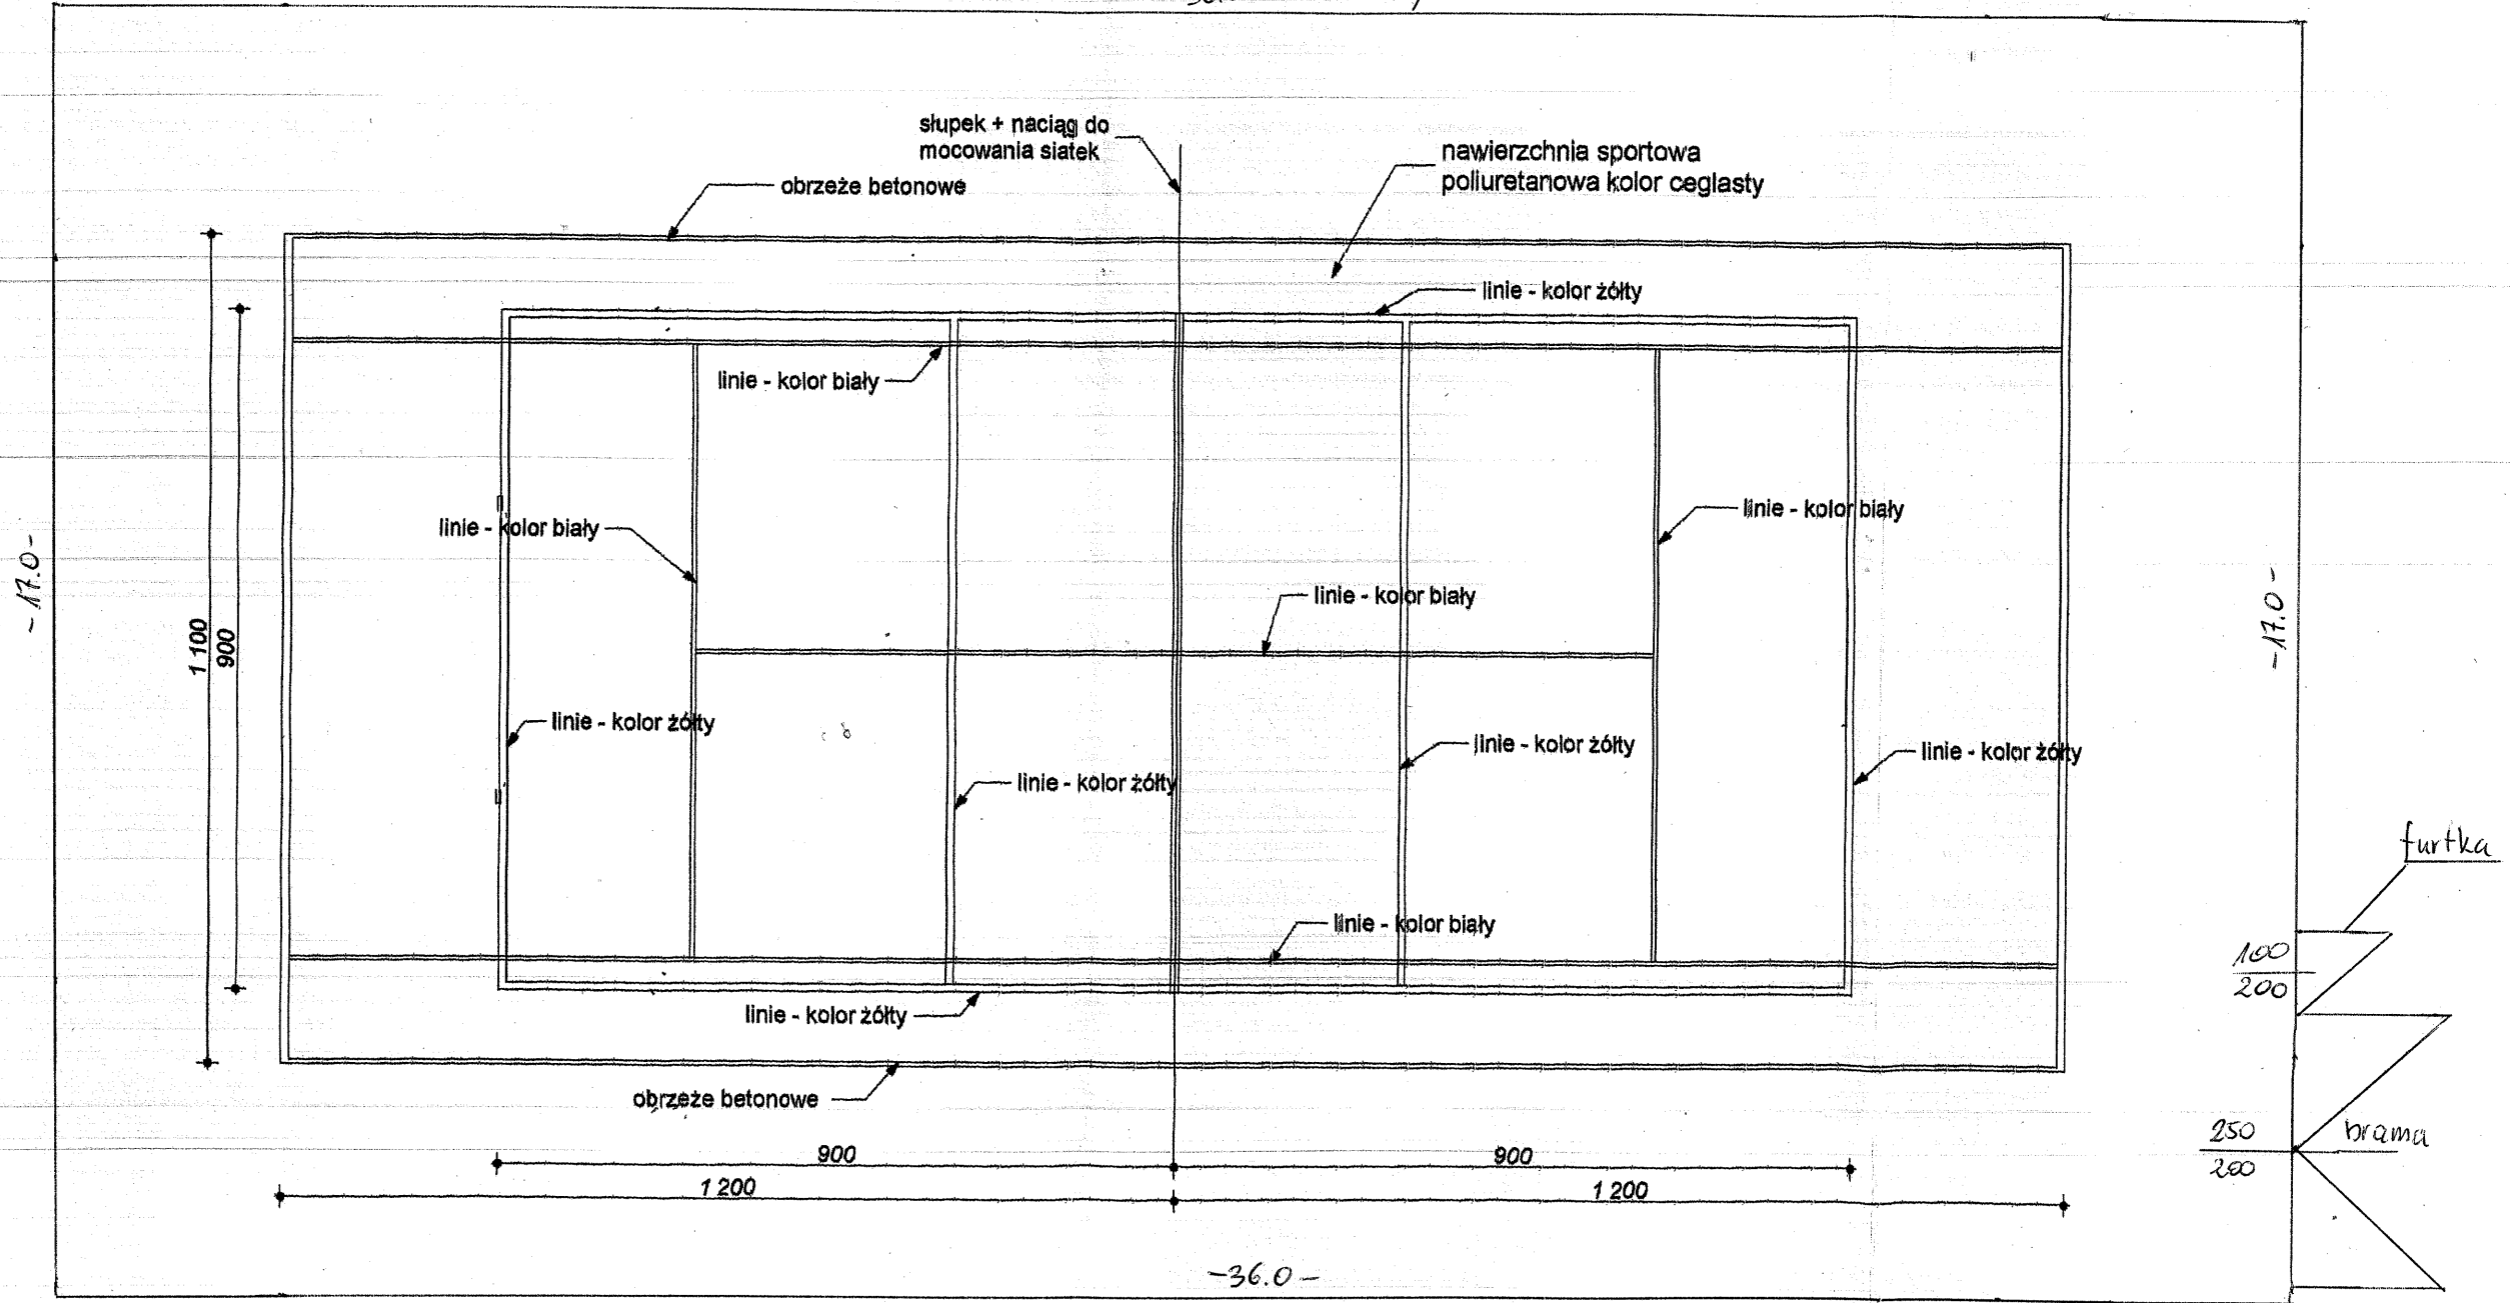 słupek + naciąg do
mocowania siatek
nawierzchnia sportowa
poliuretanowa kolor ceglasty
obrzeże betonowe
linie - kolor żółty
linie - kolor biały
linie - kolor biały
linie - kolor biały
-17.0-
-17.0-
linie - kolor biały
1 100
900
linie - kolor żółty
linie - kolor żółty
linie - kolor żółty
linie - kolor żółty
furtka
linie - kolor biały
100
200
linie - kolor żółty
obrzeże betonowe
250
brama
200
900
900
1 200
1 200
-36.0-